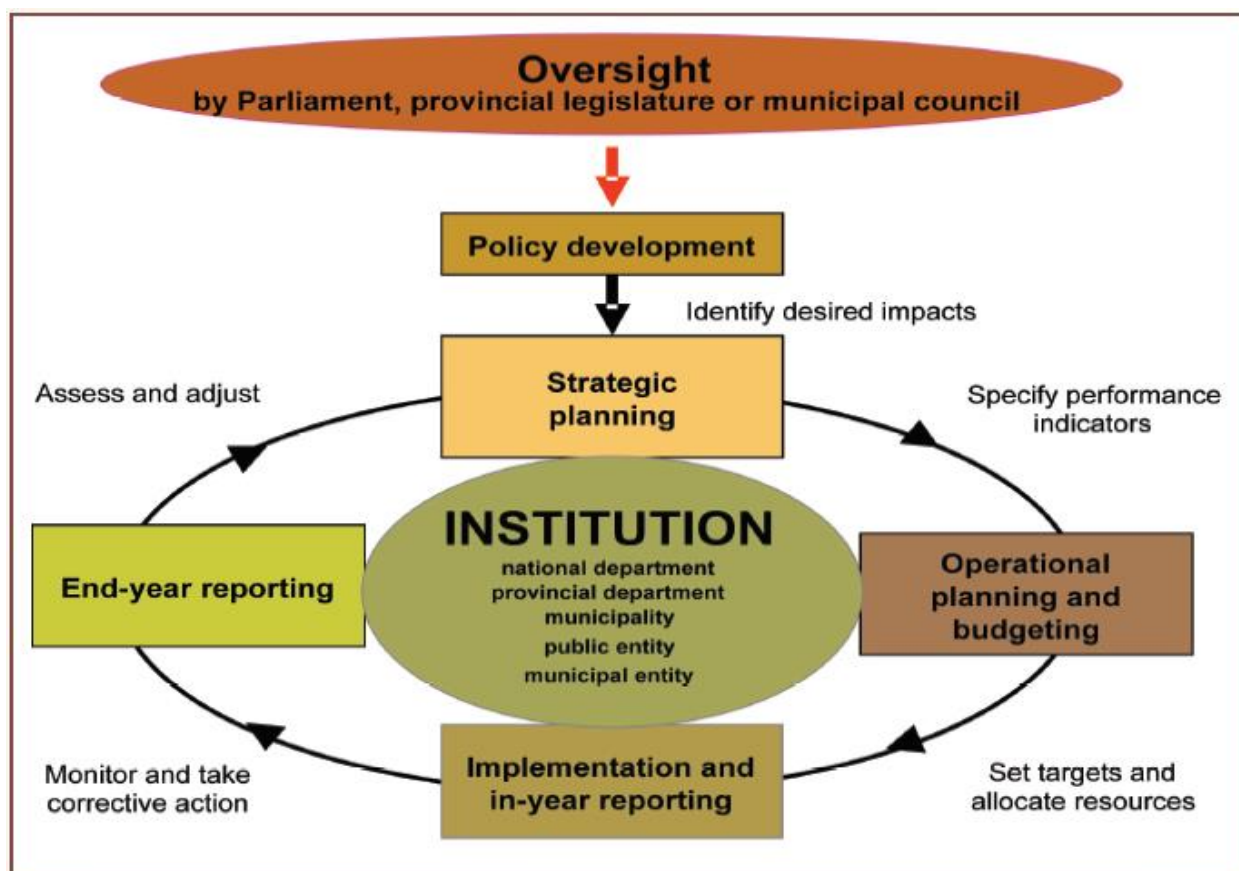 Oversight
by Parliament, provincial legislature or municipal council
Policy development
Identify desired impacts
Strategic
planning
Assess and adjust
Specify performance
indicators
INSTITUTION
national department
provincial department
municipality
public entity
municipal entity
End-year reporting
Operational
planning and
budgeting
Implementation and
in-year reporting
Monitor and take
corrective action
Set targets and
allocate resources